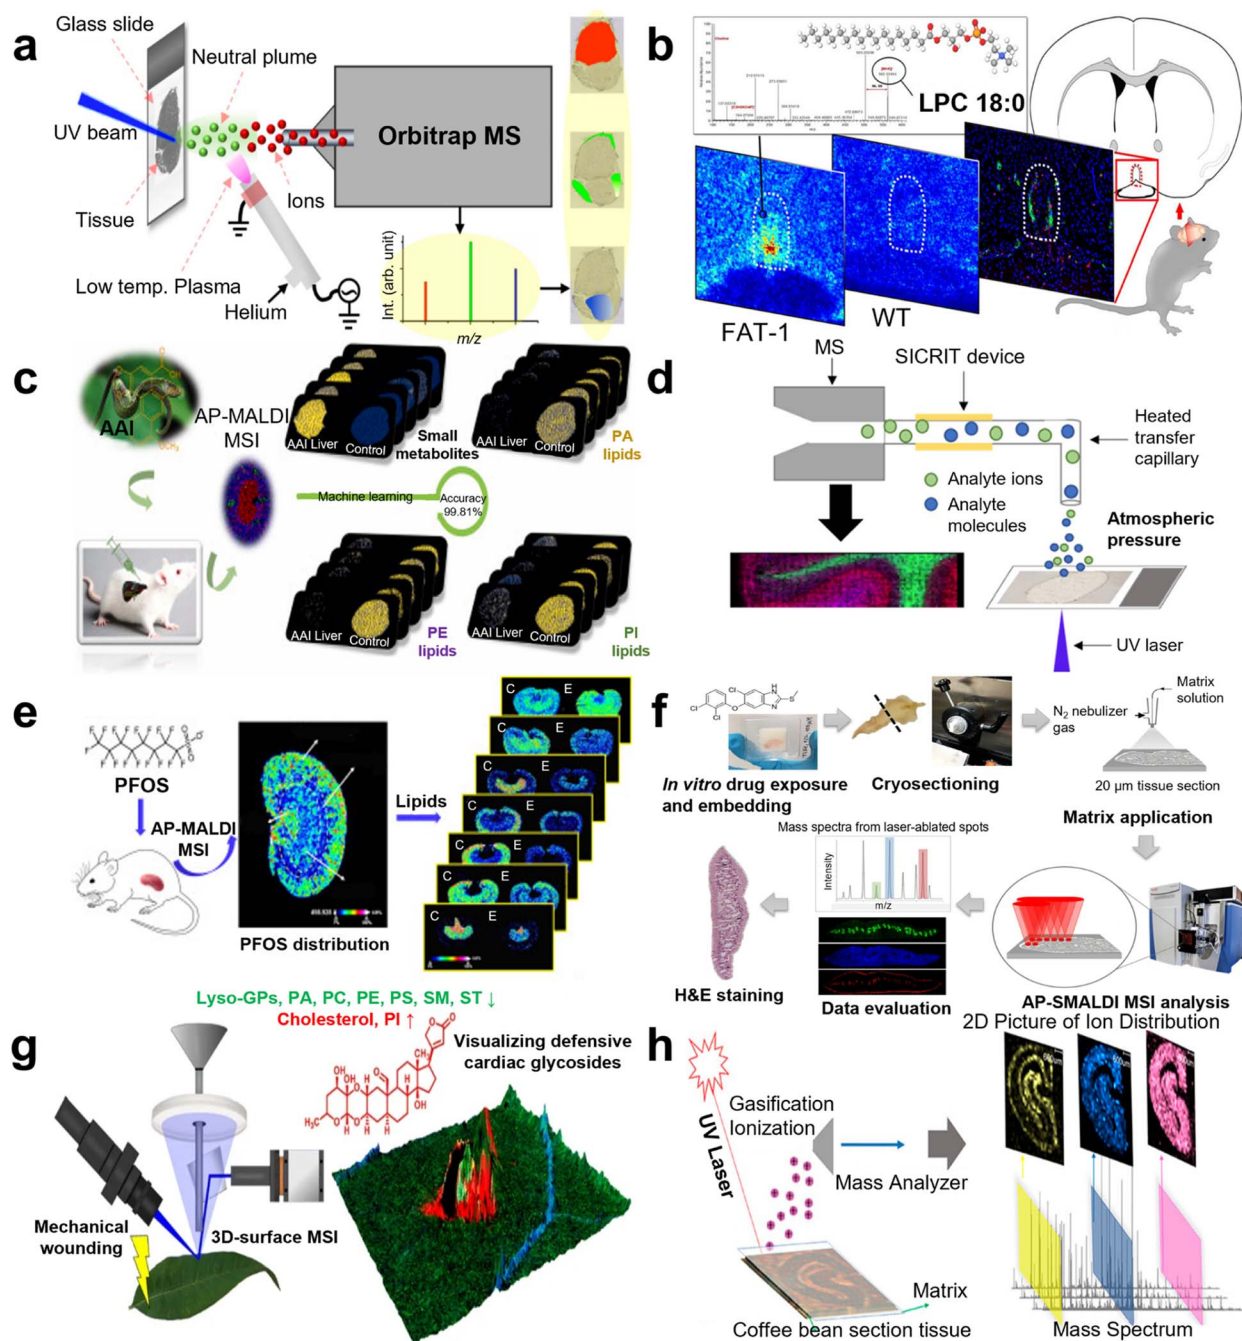 a
Glass slide
Neutral plume
UV beam
Orbitrap MS
Tissue
Ions
Low temp. Plasma
Helium
Int. (arb. unit)
m/z
b
LPC 18:0
FAT-1
WT
c
AAI
AP-MALDI
MSI
AAI Liver
Control
Small
metabolites
AAI Liver
Control
PA
lipids
Machine learning
Accuracy
99.81%
AAI Liver
Control
PE
lipids
AAI Liver
Control
PI
lipids
d
MS
SICRIT device
Heated
transfer
capillary
Analyte ions
Analyte
molecules
Atmospheric
pressure
UV laser
e
PFOS
AP-MALDI
MSI
PFOS distribution
Lipids
C E
C E
C E
C E
C E
C E
C E
Lyso-GPs, PA, PC, PE, PS, SM, ST ↓
Cholesterol, PI ↑
f
In vitro drug exposure
and embedding
Cryosectioning
Matrix
solution
N2 nebulizer
gas
20 µm tissue section
Matrix application
Mass spectra from laser-ablated spots
Intensity
m/z
H&E staining
Data evaluation
AP-SMALDI MSI analysis
g
Visualizing defensive
cardiac glycosides
Mechanical
wounding
3D-surface MSI
h
2D Picture of Ion Distribution
UV Laser
Gasification
Ionization
Mass Analyzer
Matrix
Coffee bean section tissue
Mass Spectrum